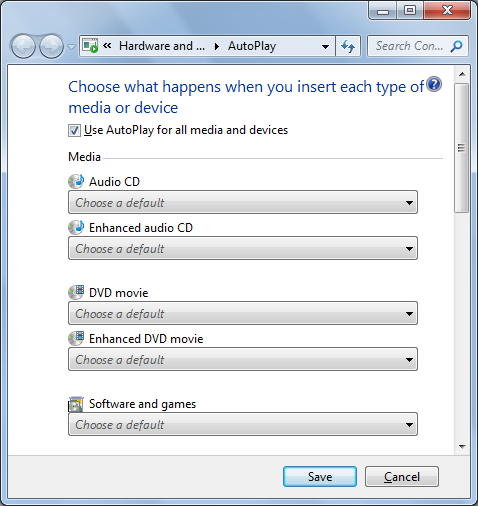 « Hardware and ... ▸ AutoPlay
Search Con...
Choose what happens when you insert each type of
media or device
Use AutoPlay for all media and devices
Media
Audio CD
Choose a default
Enhanced audio CD
Choose a default
DVD movie
Choose a default
Enhanced DVD movie
Choose a default
Software and games
Choose a default
Save
Cancel